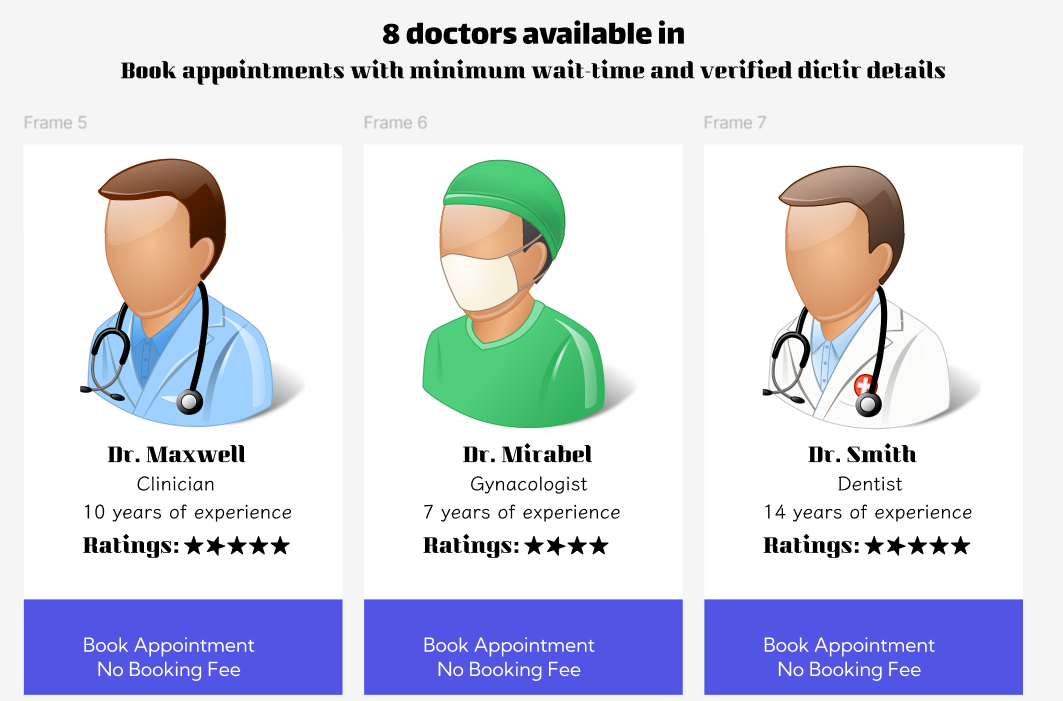 8 doctors available in
Book appointments with minimum wait-time and verified dictir details
Frame 5
Frame 6
Frame 7
Dr. Maxwell
Clinician
10 years of experience
Ratings: ★★★★★
Book Appointment
No Booking Fee
Dr. Mirabel
Gynacologist
7 years of experience
Ratings: ★★★★
Book Appointment
No Booking Fee
Dr. Smith
Dentist
14 years of experience
Ratings: ★★★★★
Book Appointment
No Booking Fee